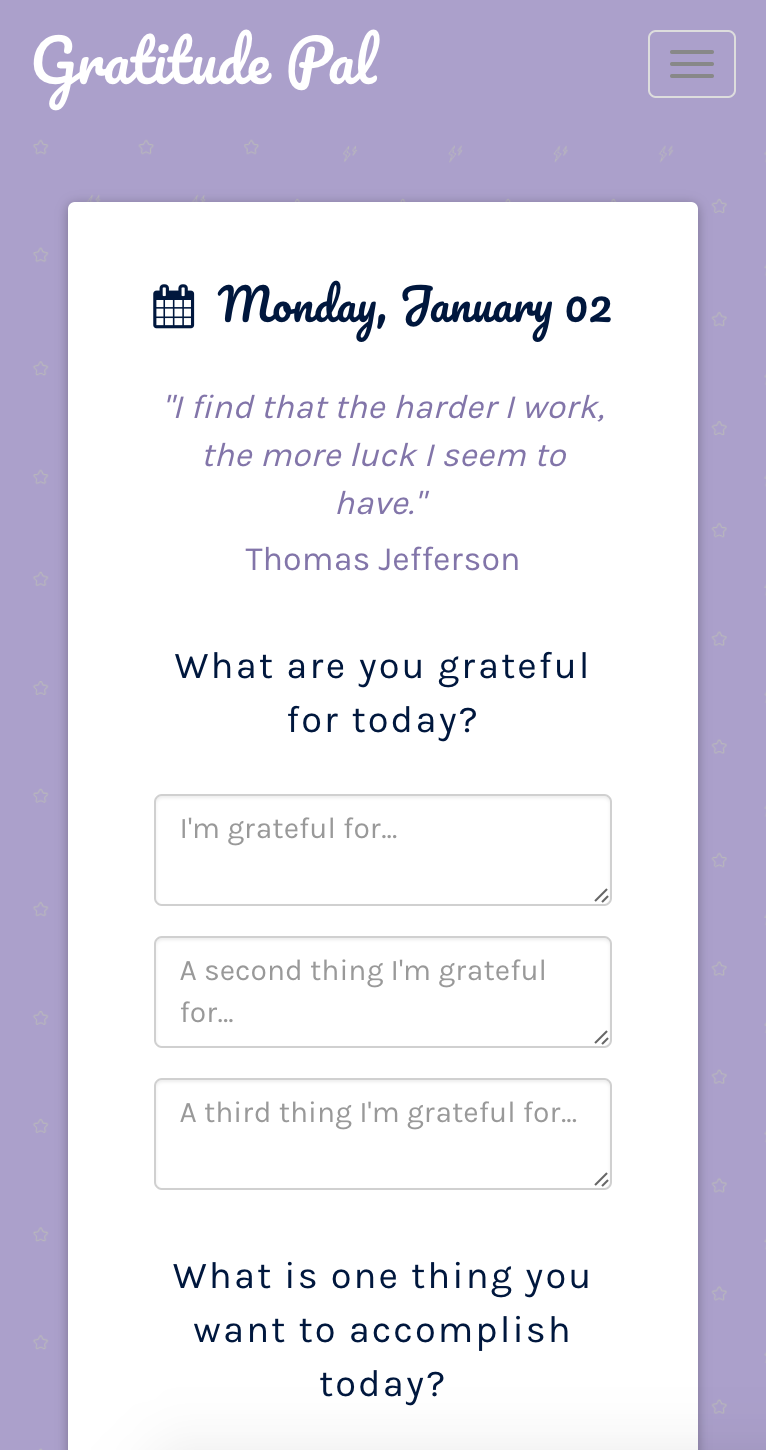 Gratitude Pal
Monday, January 02
"I find that the harder I work,
the more luck I seem to
have."
Thomas Jefferson
What are you grateful
for today?
I'm grateful for...
A second thing I'm grateful
for...
A third thing I'm grateful for...
What is one thing you
want to accomplish
today?